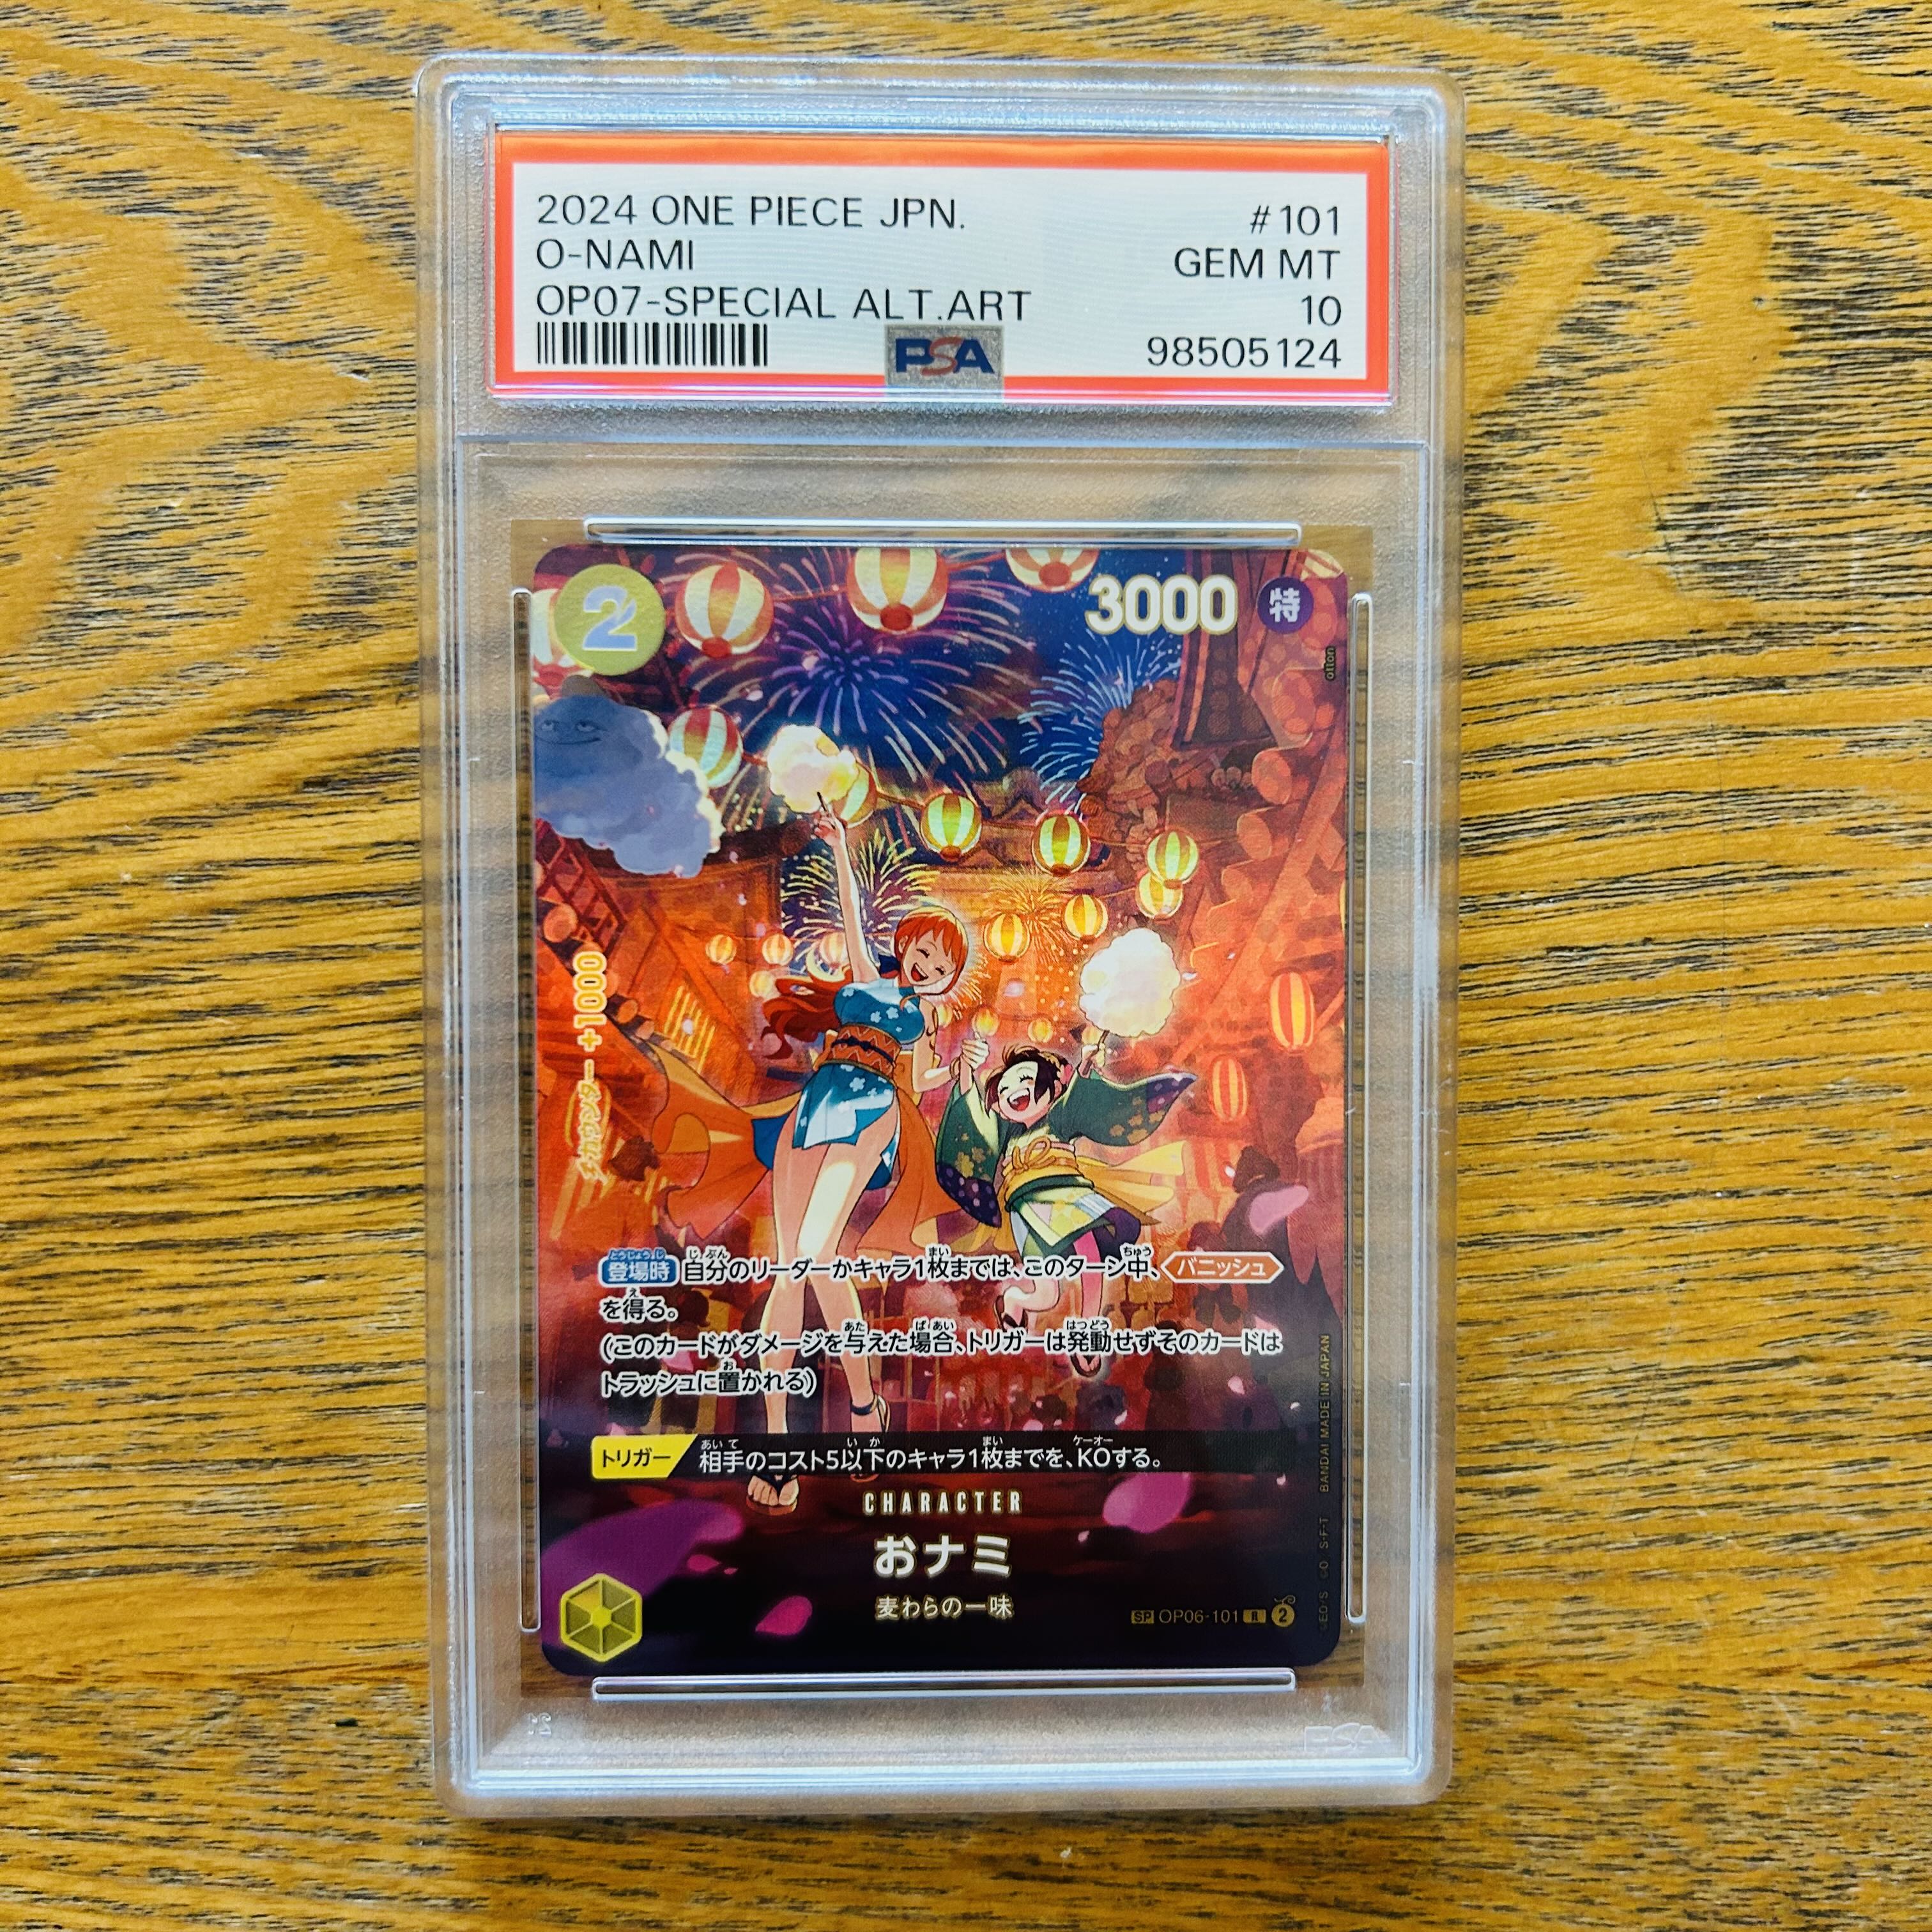 2024 ONE PIECE JPN. #101
O-NAMI GEM MT
OP07-SPECIAL ALT.ART 10
PSA 98505124
2 3000 特
otton
カウンター +1000
登場時 自分のリーダーかキャラ1枚までは、このターン中、バニッシュ
を得る。
(このカードがダメージを与えた場合、トリガーは発動せずそのカードは
トラッシュに置かれる)
トリガー 相手のコスト5以下のキャラ1枚までを、KOする。
CHARACTER
おナミ
麦わらの一味
SP OP06-101 R 2
BANDAI MADE IN JAPAN
PSA